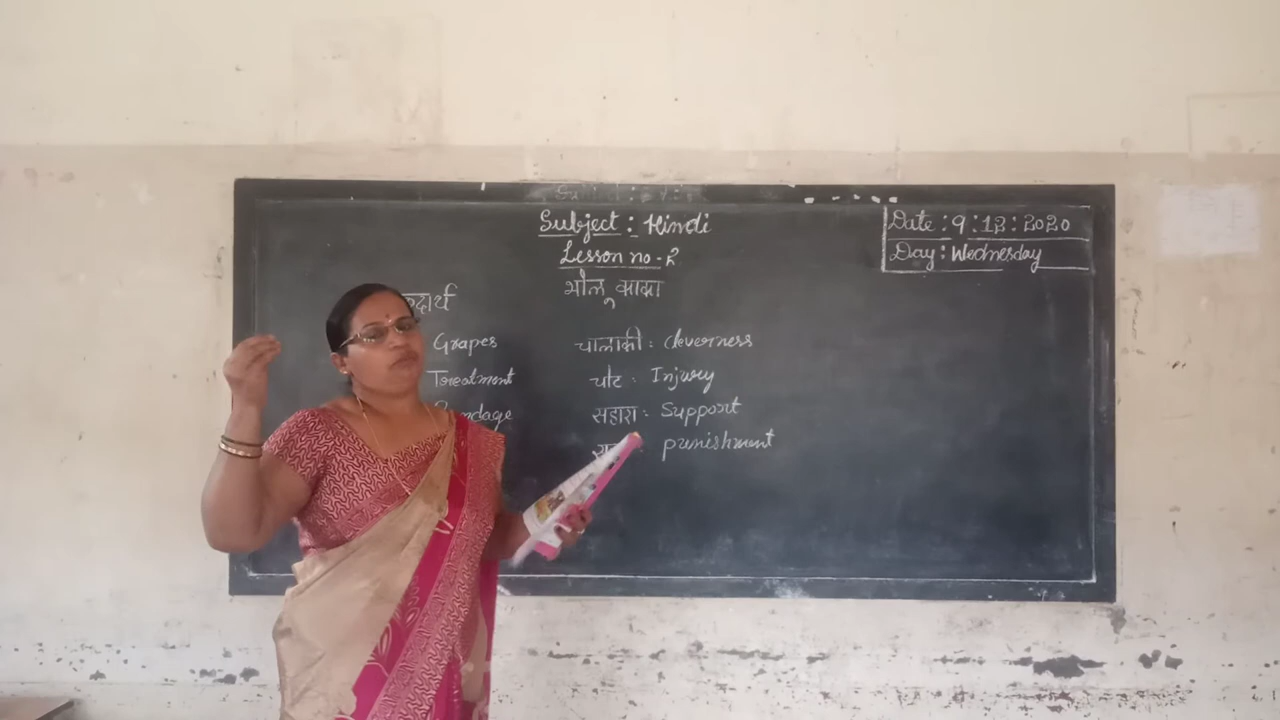 Subject : Hindi
Date : 9 : 12 : 2020
Lesson no - 2
Day : Wednesday
भोलू काका
Grapes
चालाकी : Cleverness
Treatment
चोट : Injury
सहारा : Support
punishment